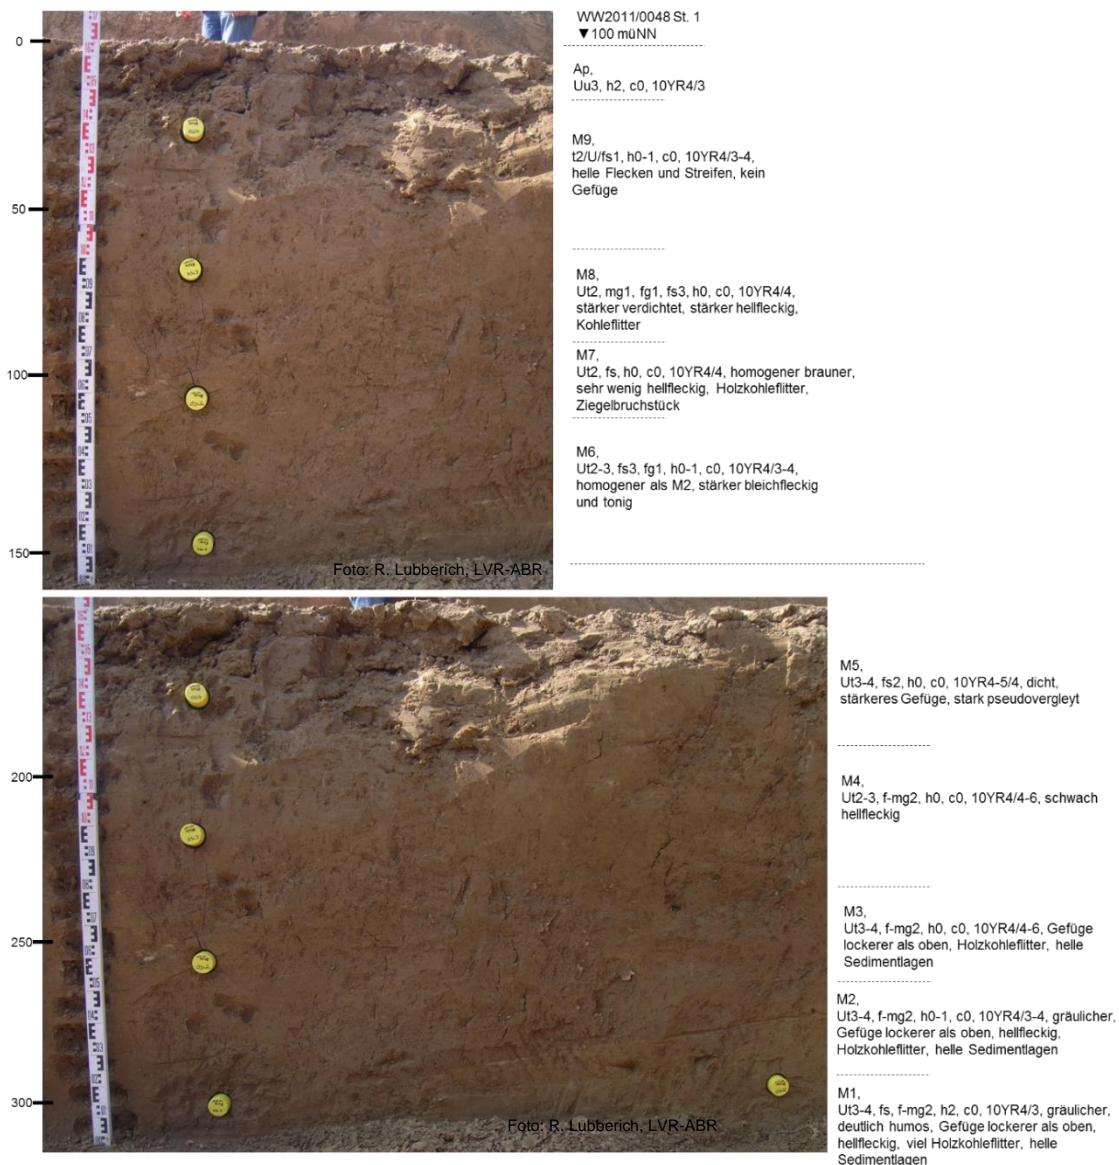 WW2011/0048 St. 1
▼100 müNN
0
Ap,
Uu3, h2, c0, 10YR4/3
M9,
t2/U/fs1, h0-1, c0, 10YR4/3-4,
helle Flecken und Streifen, kein
Gefüge
50
M8,
Ut2, mg1, fg1, fs3, h0, c0, 10YR4/4,
stärker verdichtet, stärker hellfleckig,
Kohleflitter
M7,
Ut2, fs, h0, c0, 10YR4/4, homogener brauner,
sehr wenig hellfleckig, Holzkohleflitter,
Ziegelbruchstück
100
M6,
Ut2-3, fs3, fg1, h0-1, c0, 10YR4/3-4,
homogener als M2, stärker bleichfleckig
und tonig
150
Foto: R. Lubberich, LVR-ABR
M5,
Ut3-4, fs2, h0, c0, 10YR4-5/4, dicht,
stärkeres Gefüge, stark pseudovergleyt
200
M4,
Ut2-3, f-mg2, h0, c0, 10YR4/4-6, schwach
hellfleckig
M3,
Ut3-4, f-mg2, h0, c0, 10YR4/4-6, Gefüge
lockerer als oben, Holzkohleflitter, helle
Sedimentlagen
250
M2,
Ut3-4, f-mg2, h0-1, c0, 10YR4/3-4, gräulicher,
Gefüge lockerer als oben, hellfleckig,
Holzkohleflitter, helle Sedimentlagen
M1,
Ut3-4, fs, f-mg2, h2, c0, 10YR4/3, gräulicher,
deutlich humos, Gefüge lockerer als oben,
hellfleckig, viel Holzkohleflitter, helle
Sedimentlagen
300
Foto: R. Lubberich, LVR-ABR